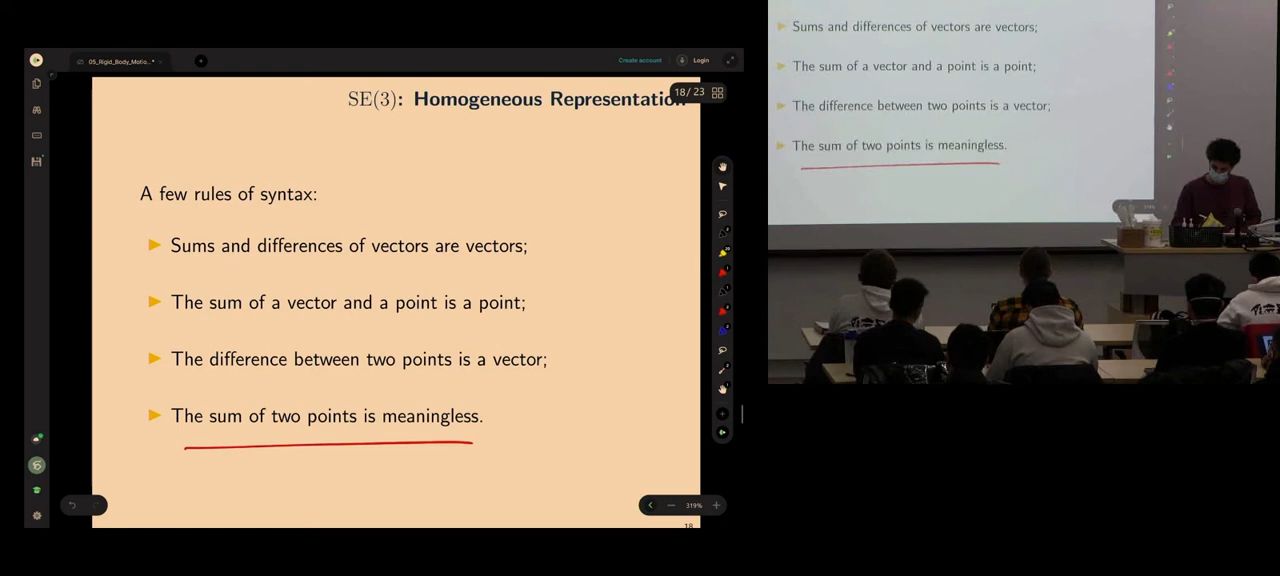 05_Rigid_Body_Motio...*
Create account
Login
18/ 23
SE(3): Homogeneous Representation
A few rules of syntax:
Sums and differences of vectors are vectors;
The sum of a vector and a point is a point;
The difference between two points is a vector;
The sum of two points is meaningless.
319%
18
Sums and differences of vectors are vectors;
The sum of a vector and a point is a point;
The difference between two points is a vector;
The sum of two points is meaningless.